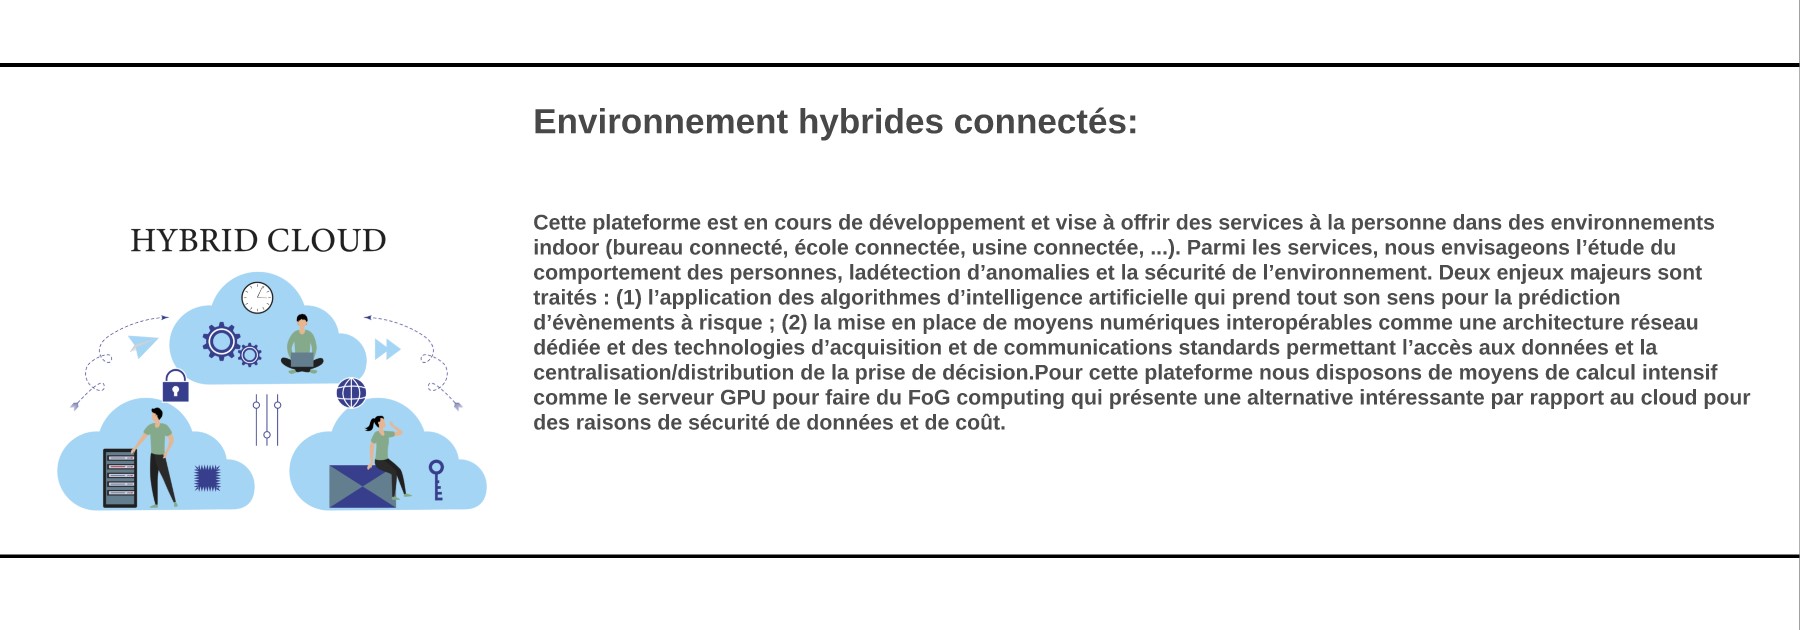 Environnement hybrides connectés:
HYBRID CLOUD
Cette plateforme est en cours de développement et vise à offrir des services à la personne dans des environnements
indoor (bureau connecté, école connectée, usine connectée, ...). Parmi les services, nous envisageons l’étude du
comportement des personnes, ladétection d’anomalies et la sécurité de l’environnement. Deux enjeux majeurs sont
traités : (1) l’application des algorithmes d’intelligence artificielle qui prend tout son sens pour la prédiction
d’évènements à risque ; (2) la mise en place de moyens numériques interopérables comme une architecture réseau
dédiée et des technologies d’acquisition et de communications standards permettant l’accès aux données et la
centralisation/distribution de la prise de décision.Pour cette plateforme nous disposons de moyens de calcul intensif
comme le serveur GPU pour faire du FoG computing qui présente une alternative intéressante par rapport au cloud pour
des raisons de sécurité de données et de coût.